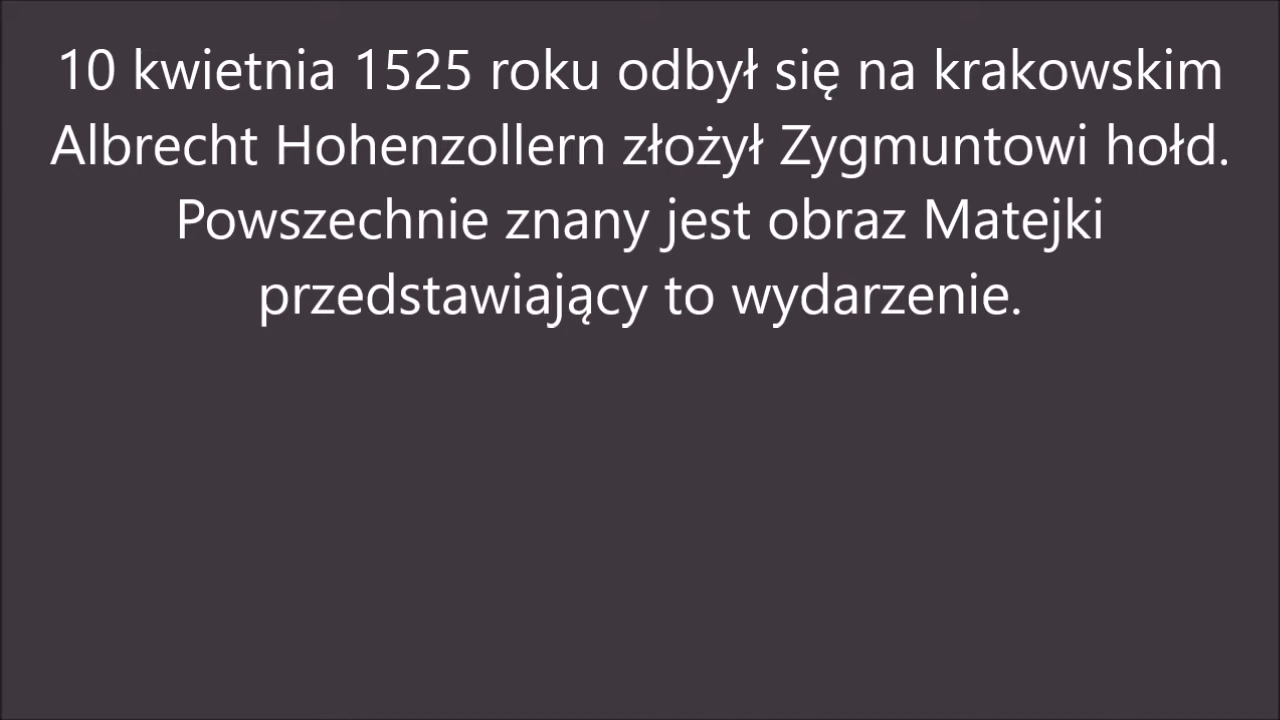 10 kwietnia 1525 roku odbył się na krakowskim
Albrecht Hohenzollern złożył Zygmuntowi hołd.
Powszechnie znany jest obraz Matejki
przedstawiający to wydarzenie.